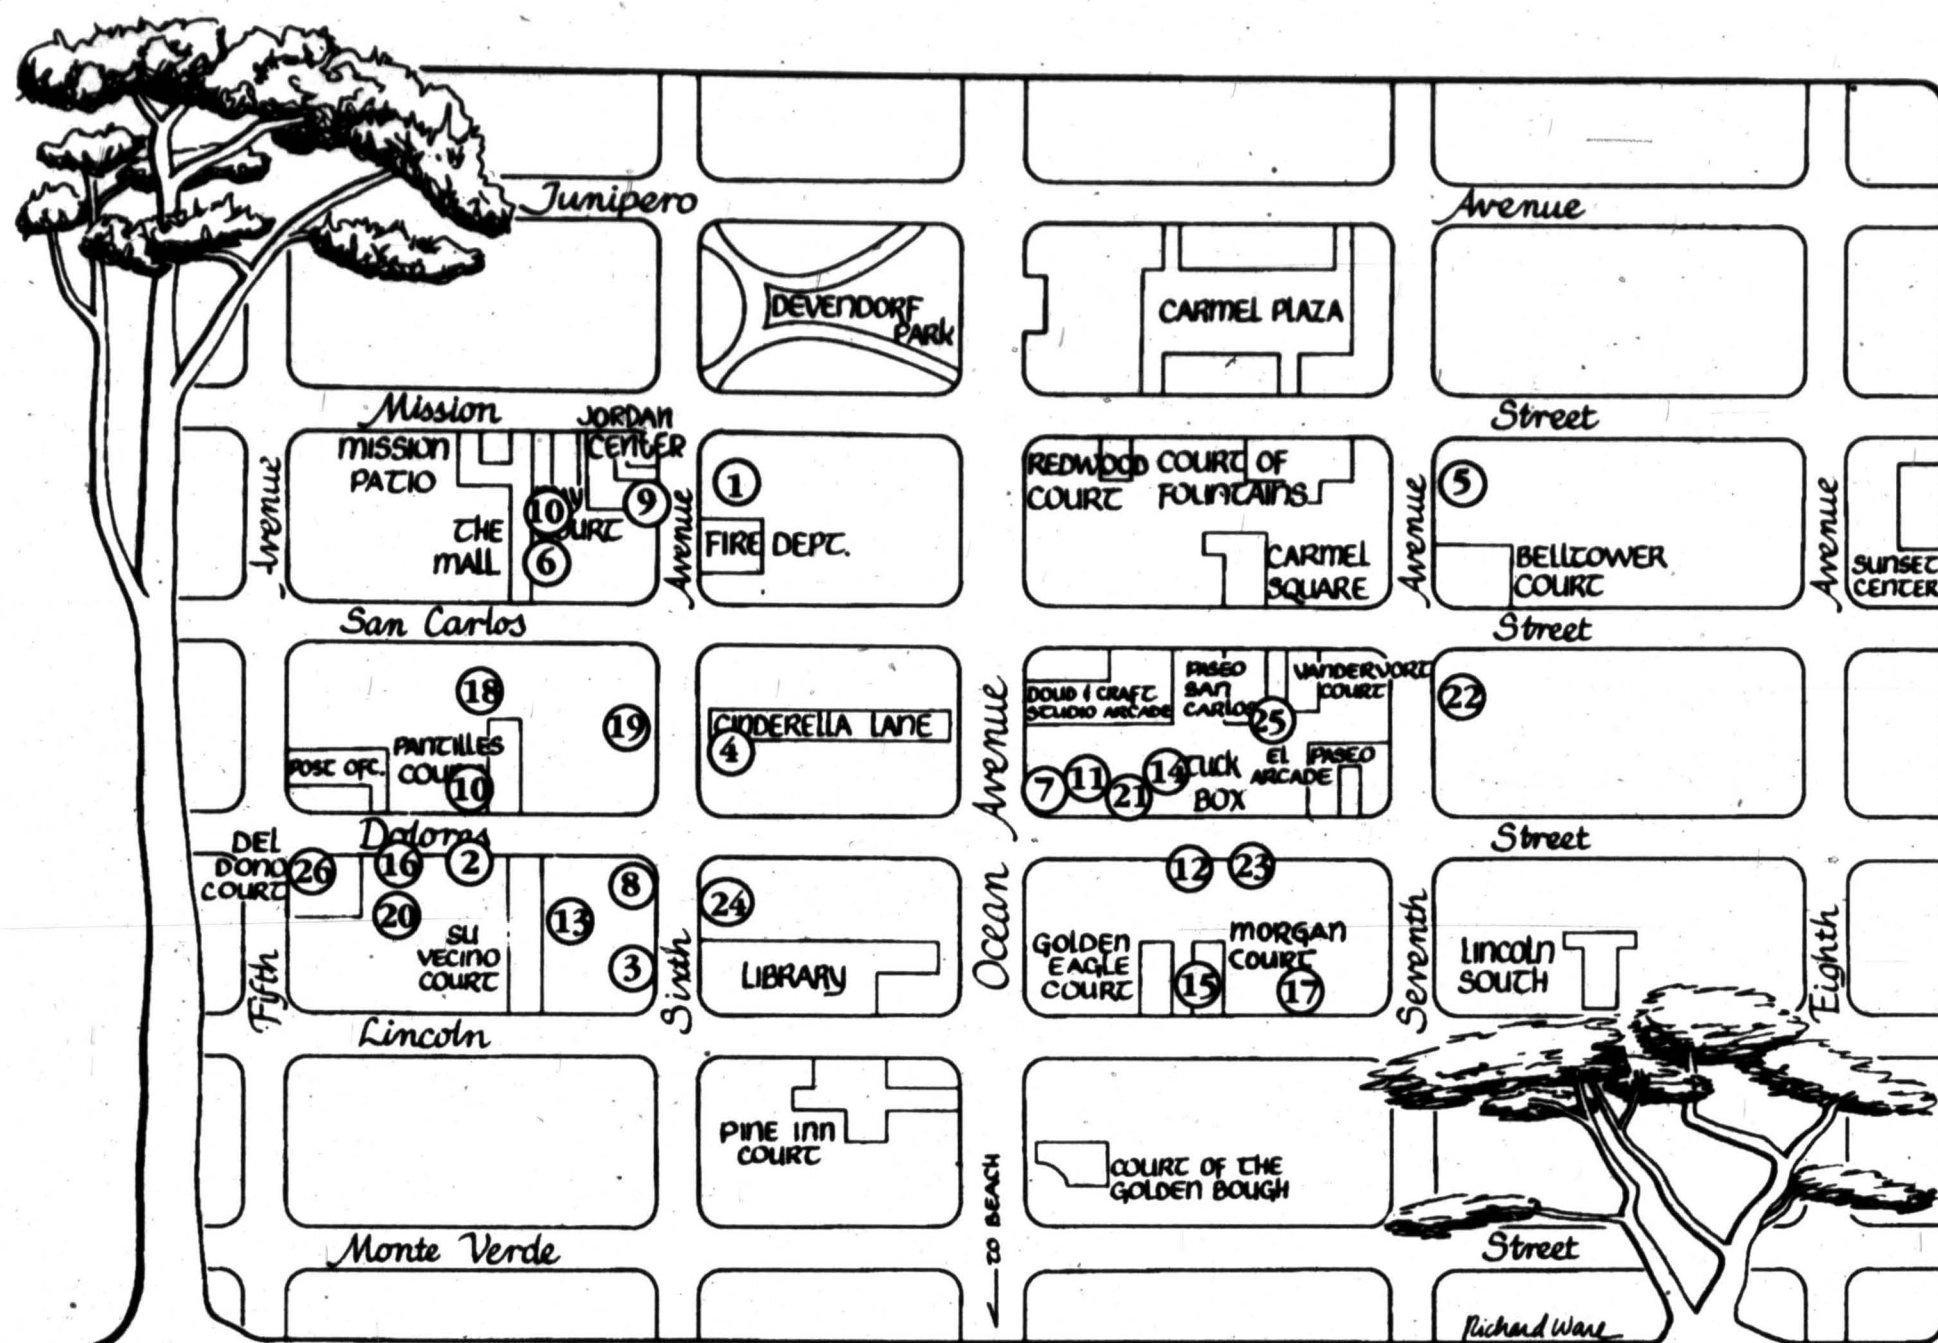 Junipero Avenue
DEVENDORF
PARK
CARMEL PLAZA
Mission Street
MISSION
PATIO
JORDAN
CENTER
THE
MALL
10
9
6
1
FIRE DEPT.
REDWOOD
COURT
COURT OF
FOUNTAINS
CARMEL
SQUARE
5
BELLTOWER
COURT
SUNSET
CENTER
Avenue
Avenue
Avenue
Avenue
San Carlos Street
18
19
POST OFC.
PANTILLES
COURT
10
CINDERELLA LANE
4
DOUD & CRAFT
STUDIO ARCADE
PASEO
SAN
CARLOS
VANDERVORT
COURT
25
7
11
21
14
TUCK
BOX
EL PASEO
ARCADE
22
Avenue
Dolores Street
DEL
DONO
COURT
26
16
2
20
8
13
3
SU
VECINO
COURT
24
LIBRARY
12
23
GOLDEN
EAGLE
COURT
15
MORGAN
COURT
17
LINCOLN
SOUTH
Fifth
Sixth
Ocean
Seventh
Eighth
Lincoln
PINE INN
COURT
COURT OF THE
GOLDEN BOUGH
TO BEACH
Monte Verde Street
Richard Ware